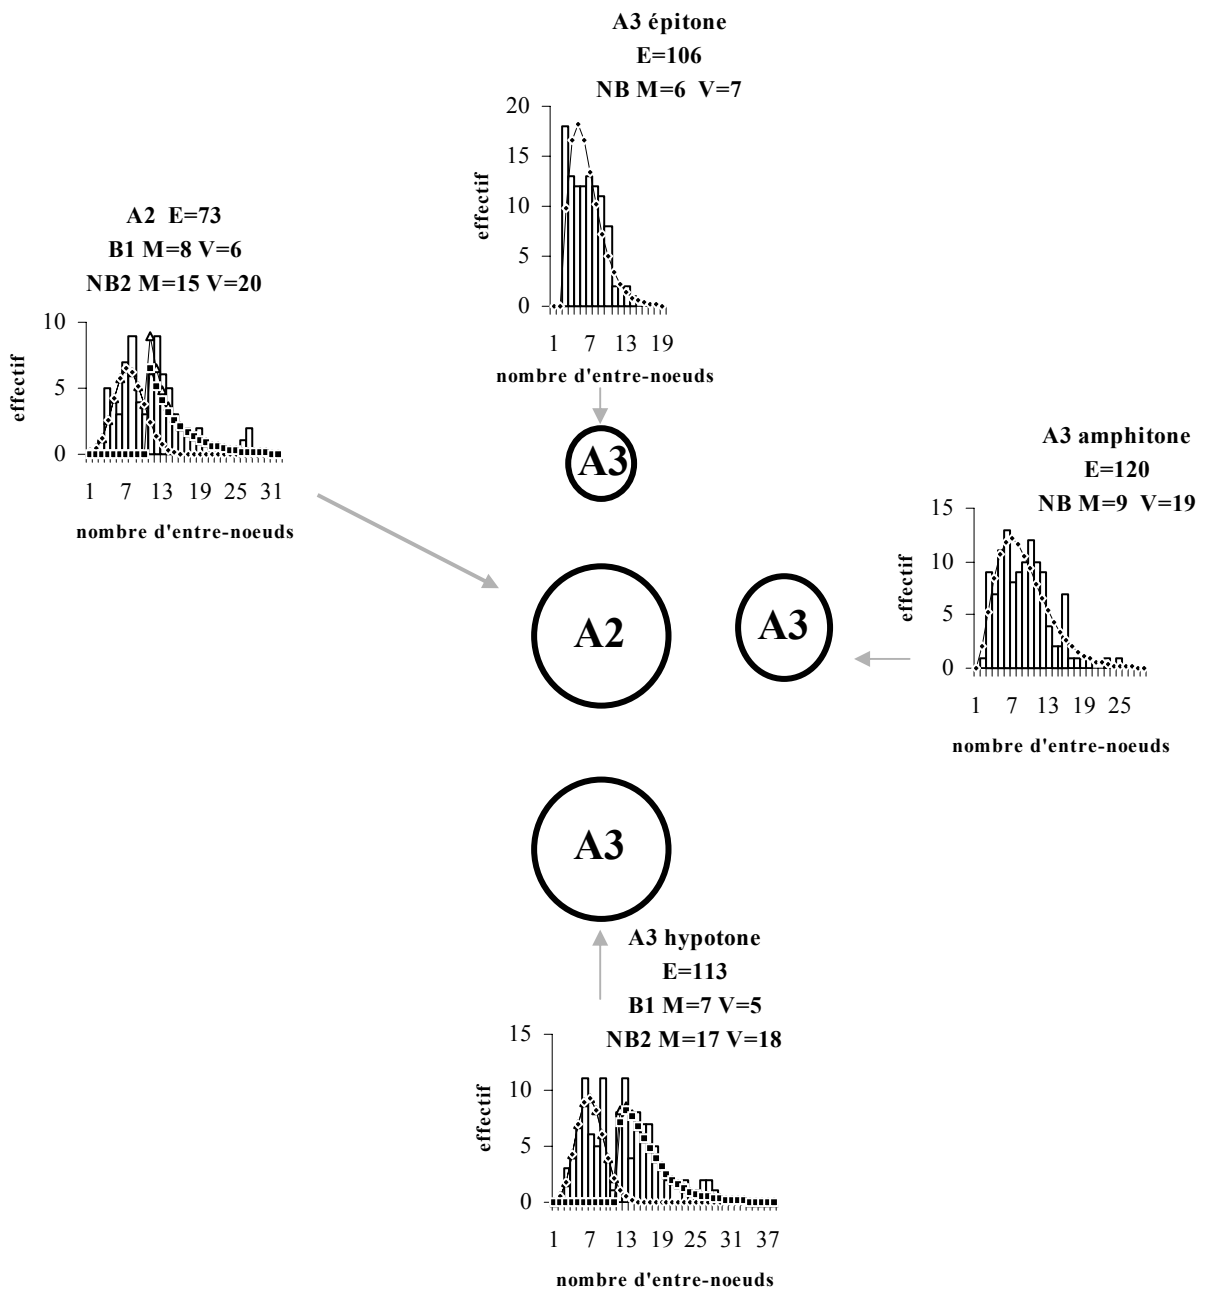 A3 épitone
E=106
NB M=6 V=7
20
15
10
5
0
effectif
1 7 13 19
nombre d'entre-noeuds
A2 E=73
B1 M=8 V=6
NB2 M=15 V=20
10
5
0
effectif
1 7 13 19 25 31
nombre d'entre-noeuds
A3
A3 amphitone
E=120
NB M=9 V=19
15
10
5
0
effectif
1 7 13 19 25
nombre d'entre-noeuds
A2
A3
A3
A3 hypotone
E=113
B1 M=7 V=5
NB2 M=17 V=18
15
10
5
0
effectif
1 7 13 19 25 31 37
nombre d'entre-noeuds